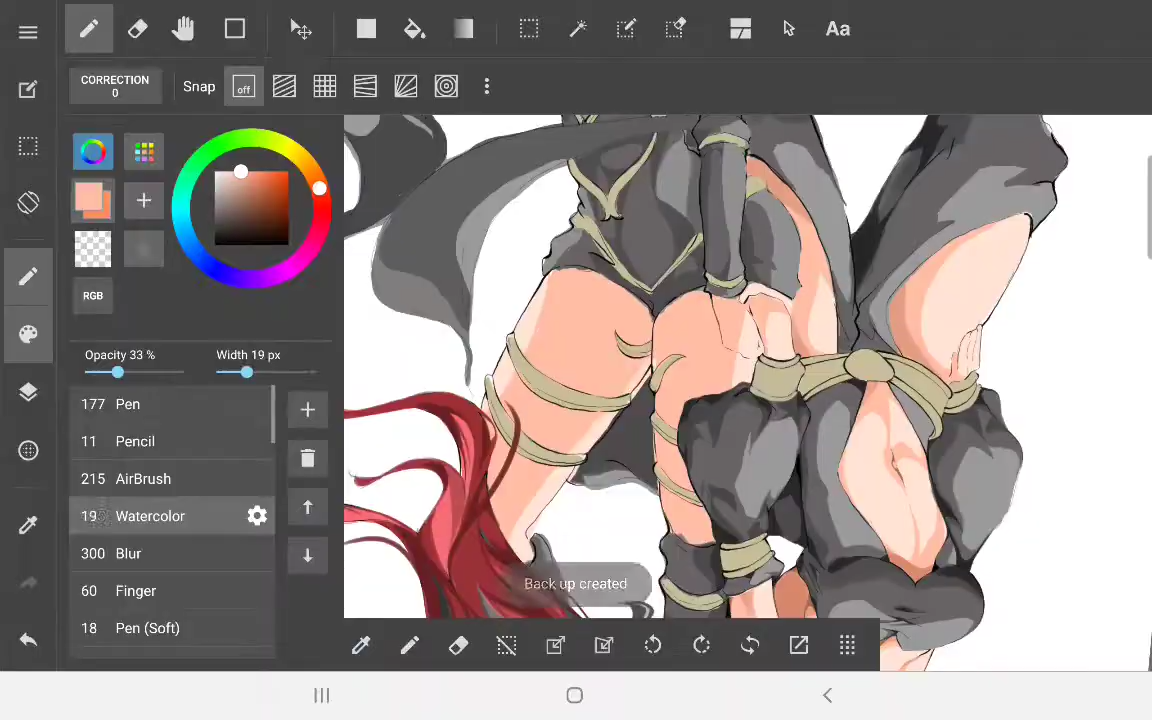 Aa
CORRECTION
0
Snap
off
RGB
Opacity 33 %
Width 19 px
177 Pen
11 Pencil
215 AirBrush
19 Watercolor
300 Blur
60 Finger
18 Pen (Soft)
Back up created